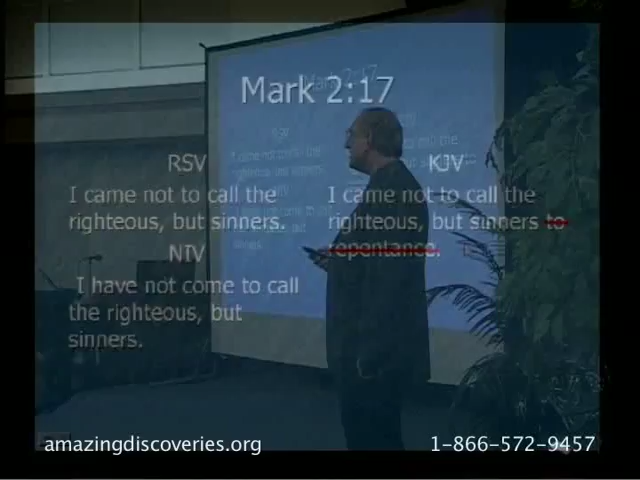 Mark 2:17
RSV
I came not to call the
righteous, but sinners.
NIV
I have not come to call
the righteous, but
sinners.
KJV
I came not to call the
righteous, but sinners to
repentance.
amazingdiscoveries.org
1-866-572-9457